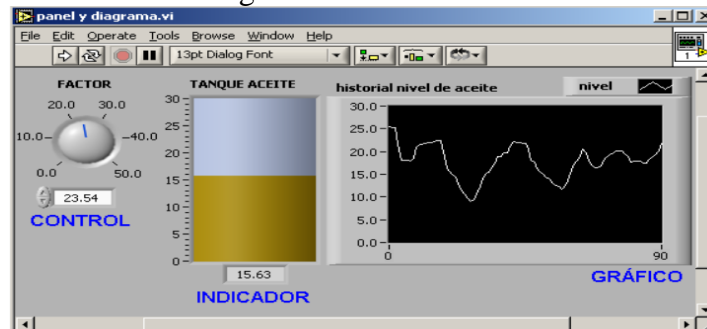 panel y diagrama.vi
File Edit Operate Tools Browse Window Help
13pt Dialog Font
1
FACTOR
20.0 30.0
10.0 40.0
0.0 50.0
23.54
CONTROL
TANQUE ACEITE
30
25
20
15
10
5
0
15.63
INDICADOR
historial nivel de aceite
nivel
30.0
25.0
20.0
15.0
10.0
5.0
0.0
0 90
GRÁFICO